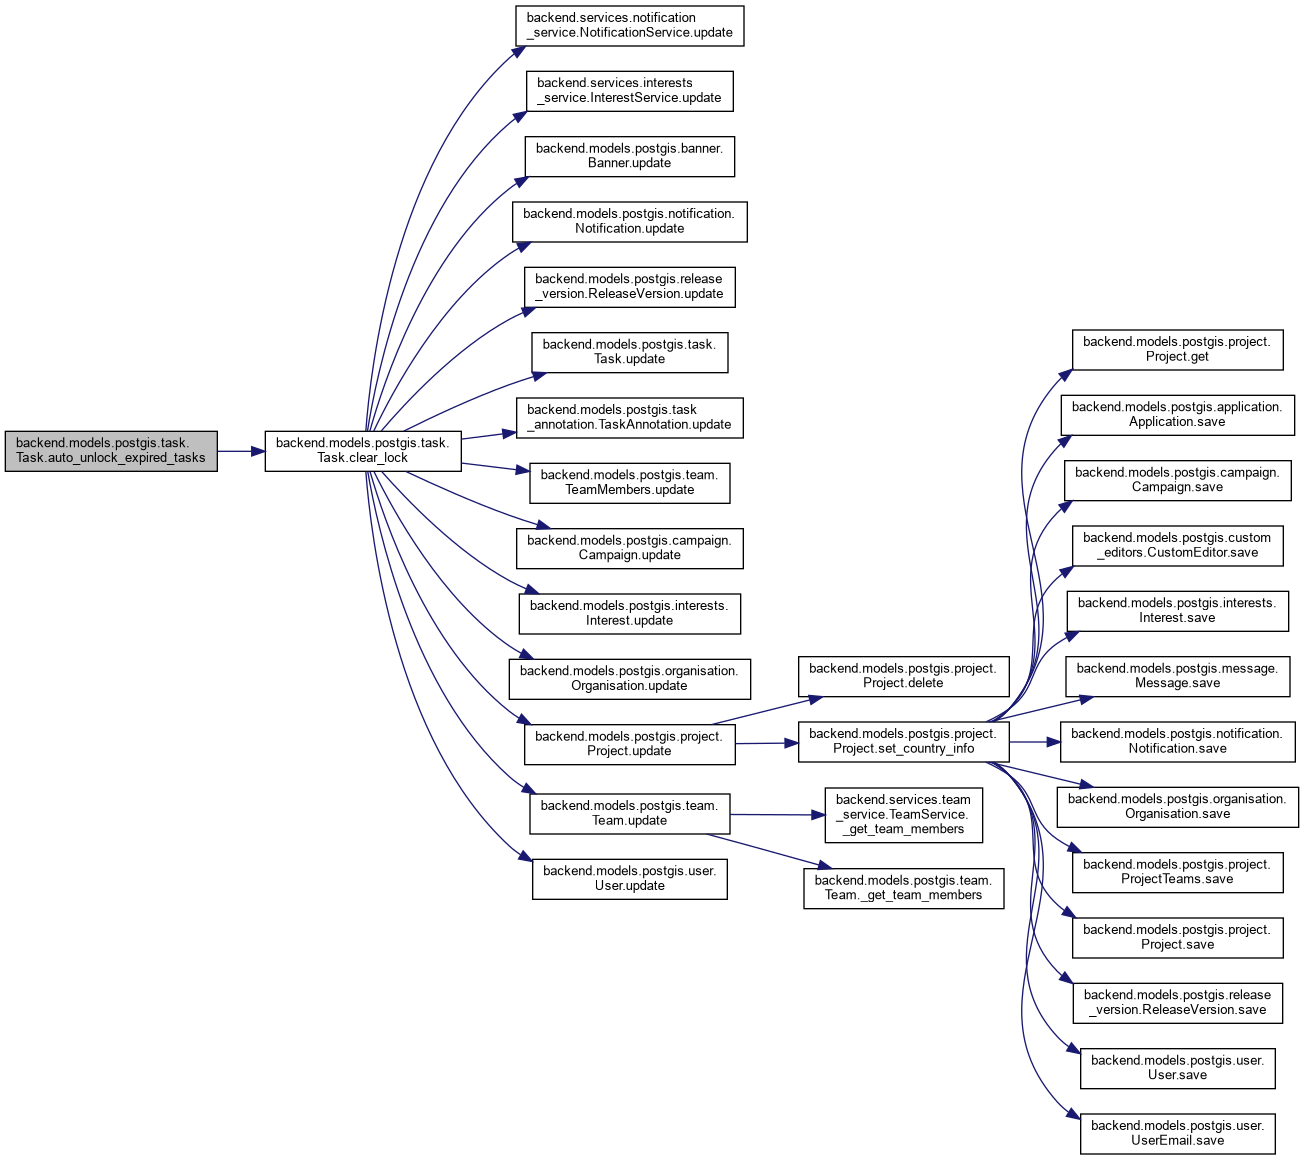 backend.models.postgis.task.
Task.auto_unlock_expired_tasks
backend.models.postgis.task.
Task.clear_lock
backend.services.notification
_service.NotificationService.update
backend.services.interests
_service.InterestService.update
backend.models.postgis.banner.
Banner.update
backend.models.postgis.notification.
Notification.update
backend.models.postgis.release
_version.ReleaseVersion.update
backend.models.postgis.task.
Task.update
backend.models.postgis.task
_annotation.TaskAnnotation.update
backend.models.postgis.team.
TeamMembers.update
backend.models.postgis.campaign.
Campaign.update
backend.models.postgis.interests.
Interest.update
backend.models.postgis.organisation.
Organisation.update
backend.models.postgis.project.
Project.update
backend.models.postgis.team.
Team.update
backend.models.postgis.user.
User.update
backend.models.postgis.project.
Project.delete
backend.models.postgis.project.
Project.set_country_info
backend.services.team
_service.TeamService.
_get_team_members
backend.models.postgis.team.
Team._get_team_members
backend.models.postgis.project.
Project.get
backend.models.postgis.application.
Application.save
backend.models.postgis.campaign.
Campaign.save
backend.models.postgis.custom
_editors.CustomEditor.save
backend.models.postgis.interests.
Interest.save
backend.models.postgis.message.
Message.save
backend.models.postgis.notification.
Notification.save
backend.models.postgis.organisation.
Organisation.save
backend.models.postgis.project.
ProjectTeams.save
backend.models.postgis.project.
Project.save
backend.models.postgis.release
_version.ReleaseVersion.save
backend.models.postgis.user.
User.save
backend.models.postgis.user.
UserEmail.save